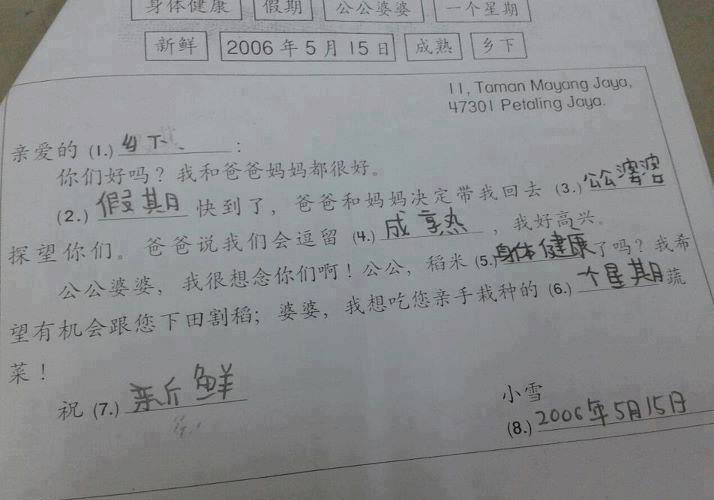 身体健康 假期 公公婆婆 一个星期
新鲜 2006 年 5 月 15 日 成熟 乡下
11, Taman Mayang Jaya,
47301 Petaling Jaya.
亲爱的 (1.) 乡下 :
你们好吗？我和爸爸妈妈都很好。
(2.) 假期 快到了，爸爸和妈妈决定带我回去 (3.) 公公婆婆
探望你们。爸爸说我们会逗留 (4.) 成熟 ，我好高兴。
公公婆婆，我很想念你们啊！公公，稻米 (5.) 身体健康 了吗？我希
望有机会跟您下田割稻；婆婆，我想吃您亲手栽种的 (6.) 个星期 蔬
菜！
祝 (7.) 新鲜
小雪
(8.) 2006年5月15日